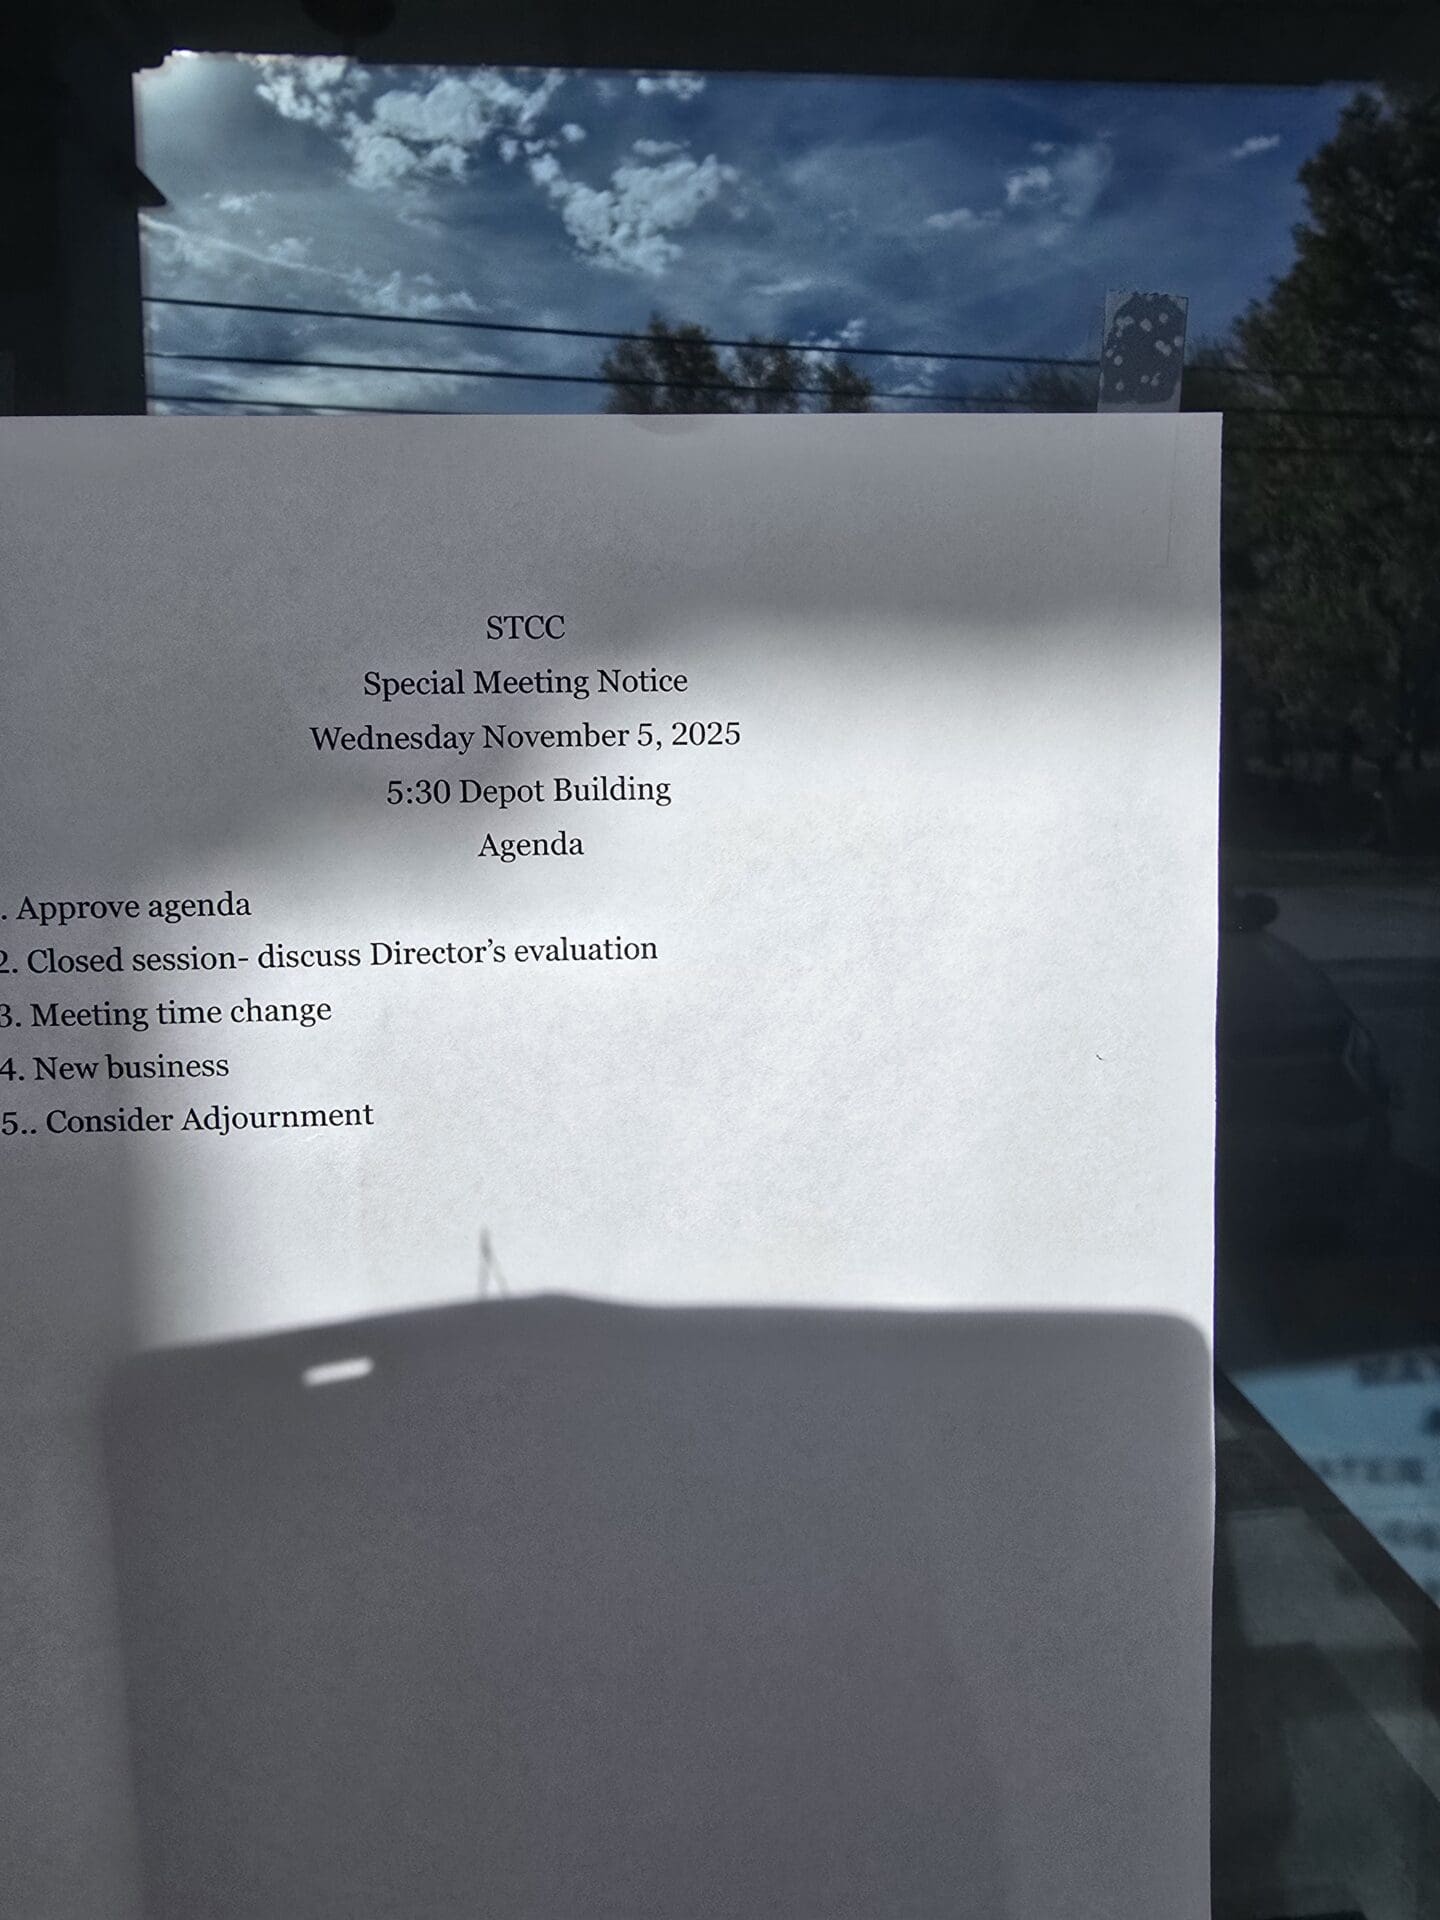 STCC
Special Meeting Notice
Wednesday November 5, 2025
5:30 Depot Building
Agenda
. Approve agenda
2. Closed session- discuss Director's evaluation
3. Meeting time change
4. New business
5.. Consider Adjournment